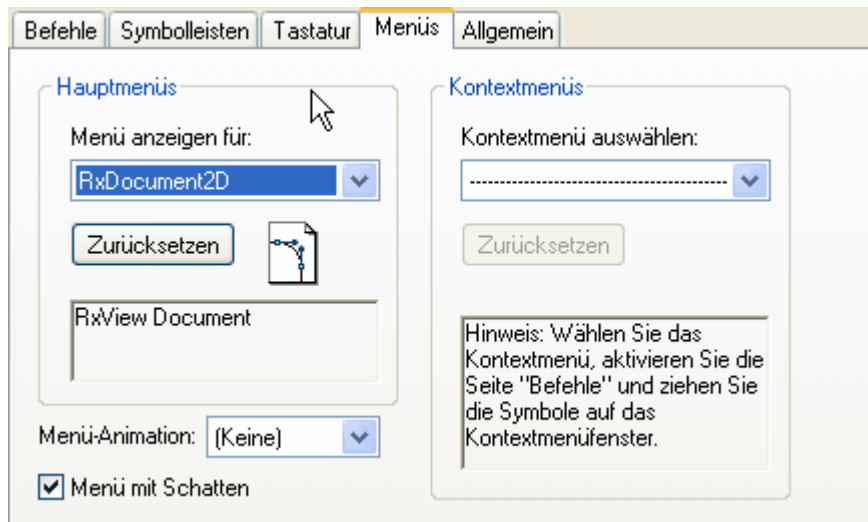 Befehle Symbolleisten Tastatur Menüs Allgemein
Hauptmenüs
Menü anzeigen für:
RxDocument2D
Zurücksetzen
RxView Document
Menü-Animation: (Keine)
Menü mit Schatten
Kontextmenüs
Kontextmenü auswählen:
-------------------------------------------
Zurücksetzen
Hinweis: Wählen Sie das
Kontextmenü, aktivieren Sie die
Seite "Befehle" und ziehen Sie
die Symbole auf das
Kontextmenüfenster.